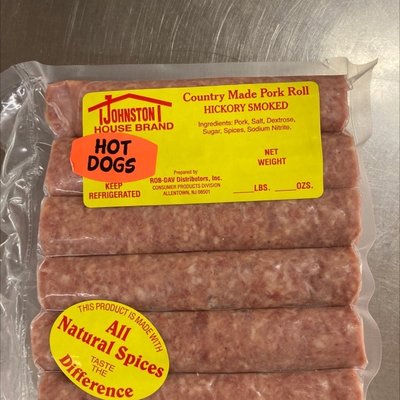 JOHNSTON
HOUSE BRAND
Country Made Pork Roll
HICKORY SMOKED
Ingredients: Pork, Salt, Dextrose,
Sugar, Spices, Sodium Nitrite.
HOT
DOGS
KEEP
REFRIGERATED
NET
WEIGHT
Prepared by
ROB-DAV Distributors, Inc.
CONSUMER PRODUCTS DIVISION
ALLENTOWN, NJ 08501
____LBS. ____OZS.
THIS PRODUCT IS MADE WITH
All
Natural Spices
TASTE
THE
Difference